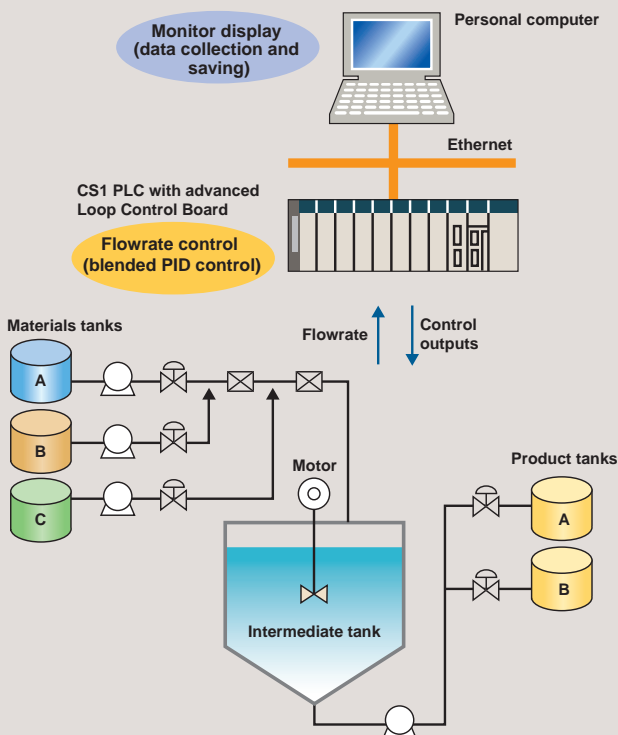 Monitor display
(data collection and
saving)
Personal computer
Ethernet
CS1 PLC with advanced
Loop Control Board
Flowrate control
(blended PID control)
Flowrate
Control
outputs
Materials tanks
A
B
C
Motor
Intermediate tank
Product tanks
A
B